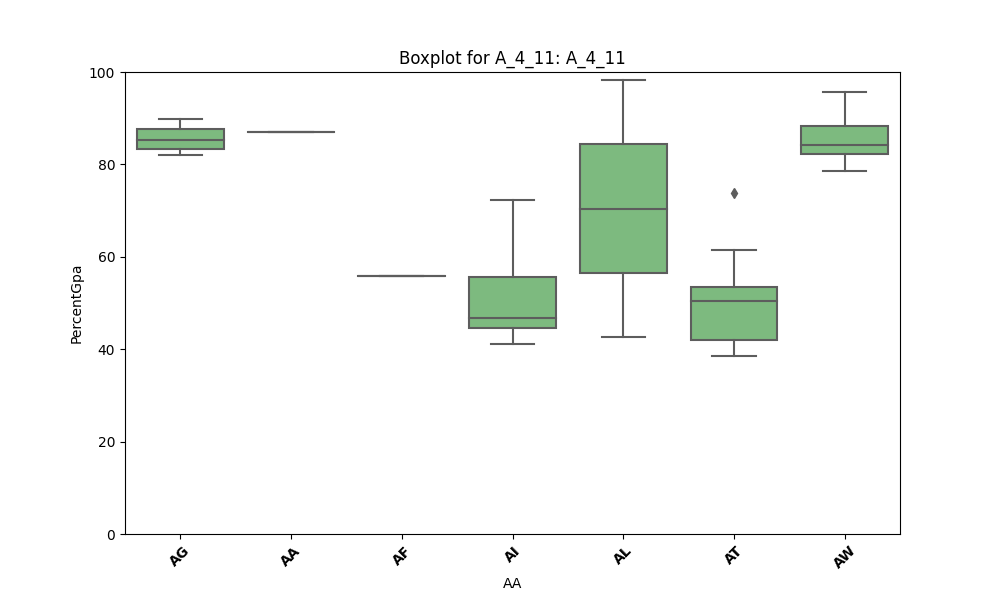 Boxplot for A_4_11: A_4_11
100
80
60
40
20
0
PercentGpa
AG
AA
AF
AI
AL
AT
AW
AA